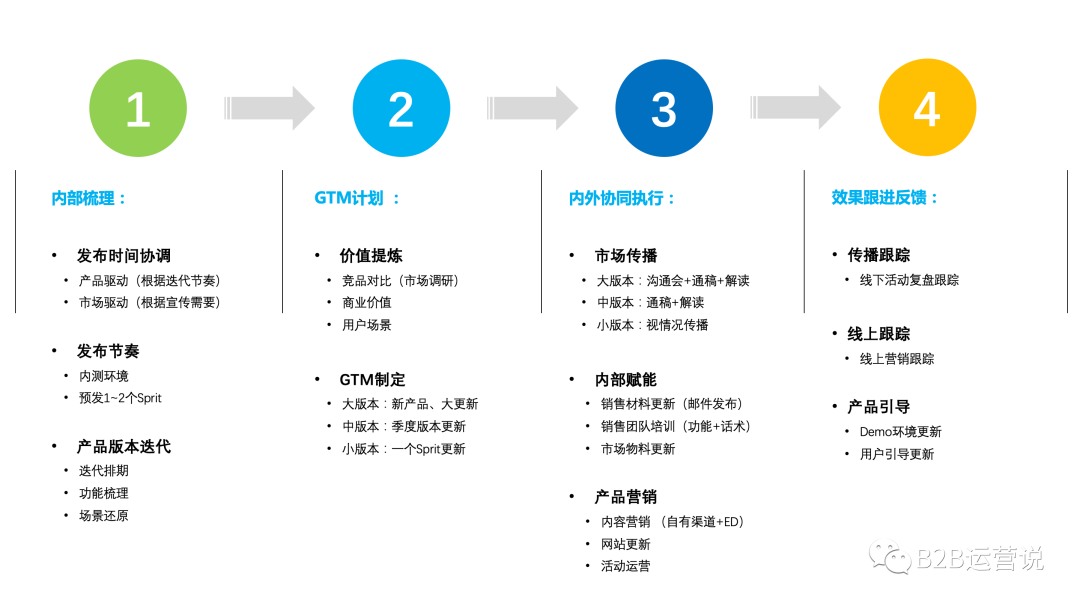 1
2
3
4
内部梳理：
• 发布时间协调
• 产品驱动（根据迭代节奏）
• 市场驱动（根据宣传需要）
• 发布节奏
• 内测环境
• 预发1~2个Sprit
• 产品版本迭代
• 迭代排期
• 功能梳理
• 场景还原
GTM计划 ：
• 价值提炼
• 竞品对比（市场调研）
• 商业价值
• 用户场景
• GTM制定
• 大版本：新产品、大更新
• 中版本：季度版本更新
• 小版本：一个Sprit更新
内外协同执行：
• 市场传播
• 大版本：沟通会+通稿+解读
• 中版本：通稿+解读
• 小版本：视情况传播
• 内部赋能
• 销售材料更新（邮件发布）
• 销售团队培训（功能+话术）
• 市场物料更新
• 产品营销
• 内容营销 （自有渠道+ED）
• 网站更新
• 活动运营
效果跟进反馈：
• 传播跟踪
• 线下活动复盘跟踪
• 线上跟踪
• 线上营销跟踪
• 产品引导
• Demo环境更新
• 用户引导更新
B2B运营说